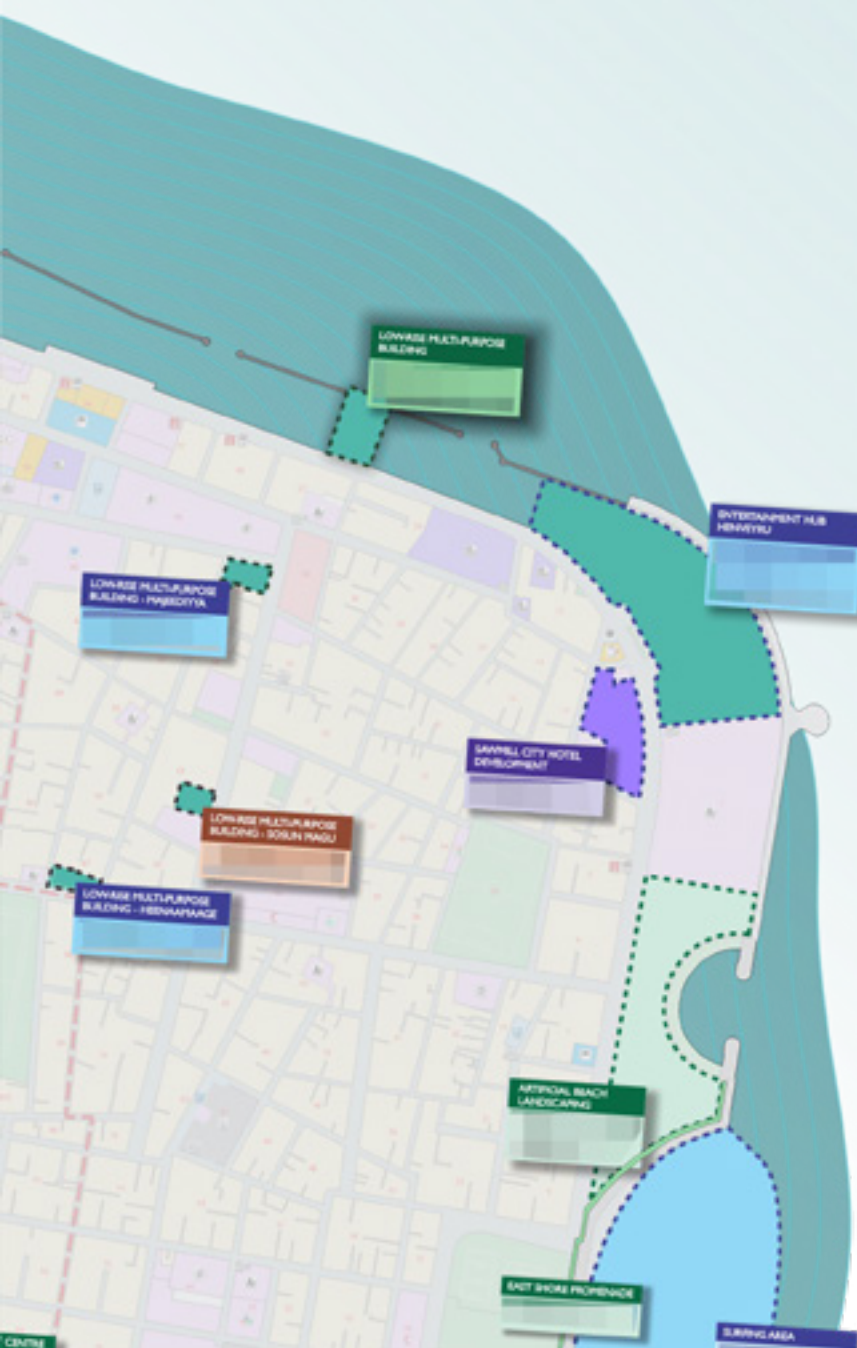 LOW-RISE MULTI-PURPOSE
BUILDING
ENTERTAINMENT HUB
HENVEYRU
LOW-RISE MULTI-PURPOSE
BUILDING - MAJEEDIYYA
SAWMILL CITY HOTEL
DEVELOPMENT
LOW-RISE MULTI-PURPOSE
BUILDING - SOSUN MAGU
LOW-RISE MULTI-PURPOSE
BUILDING - HEENAAMAAGE
ARTIFICIAL BEACH
LANDSCAPING
EAST SHORE PROMENADE
SURFING AREA
CENTRE